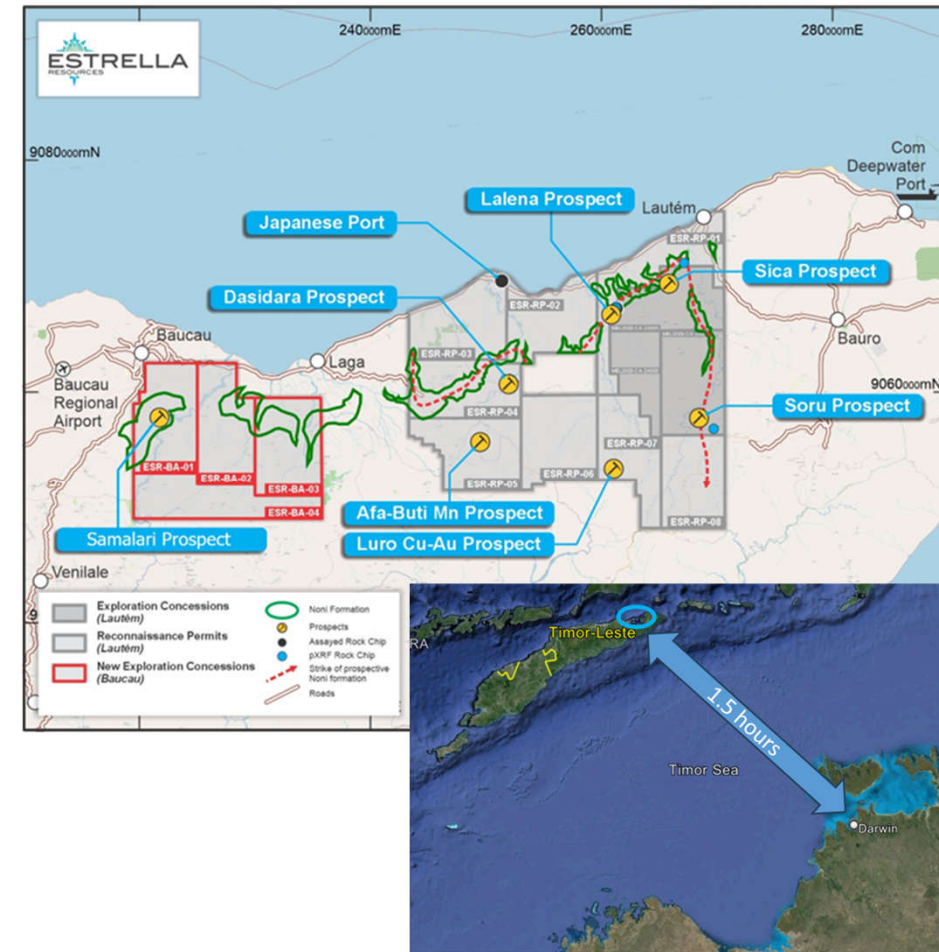 ESTRELLA
RESOURCES
240000mE
260000mE
280000mE
9080000mN
Com
Deepwater
Port
Lalena Prospect
Lautém
Japanese Port
ESR-RP-01
Sica Prospect
Dasidara Prospect
ESR-RP-02
Baucau
Bauro
Laga
ESR-RP-03
Baucau
Regional
Airport
9060000mN
ESR-RP-04
Soru Prospect
ESR-RP-07
ESR-BA-01
ESR-BA-02
ESR-RP-06
ESR-RP-05
ESR-BA-03
Afa-Buti Mn Prospect
ESR-BA-04
ESR-RP-08
Samalari Prospect
Luro Cu-Au Prospect
Venilale
Exploration Concessions
(Lautém)
Reconnaissance Permits
(Lautém)
New Exploration Concessions
(Baucau)
Noni Formation
Prospects
Assayed Rock Chip
pXRF Rock Chip
Strike of prospective
Noni formation
Roads
RA
Timor-Leste
1.5 hours
Timor Sea
Darwin